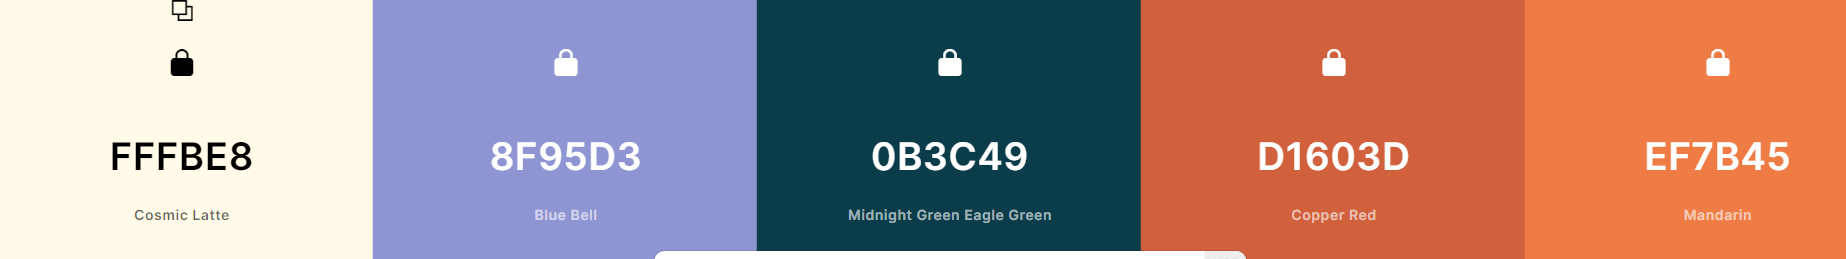 FFFBE8
Cosmic Latte
8F95D3
Blue Bell
0B3C49
Midnight Green Eagle Green
D1603D
Copper Red
EF7B45
Mandarin